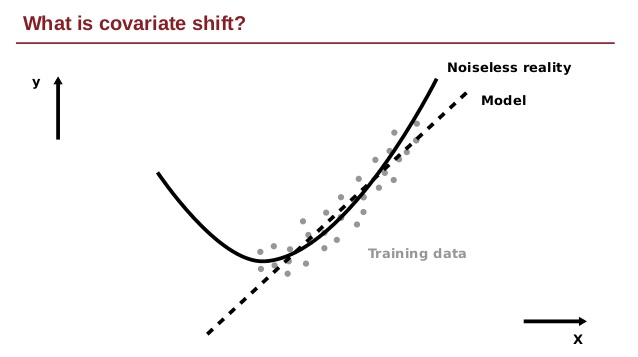 What is covariate shift?
Noiseless reality
y
Model
Training data
X